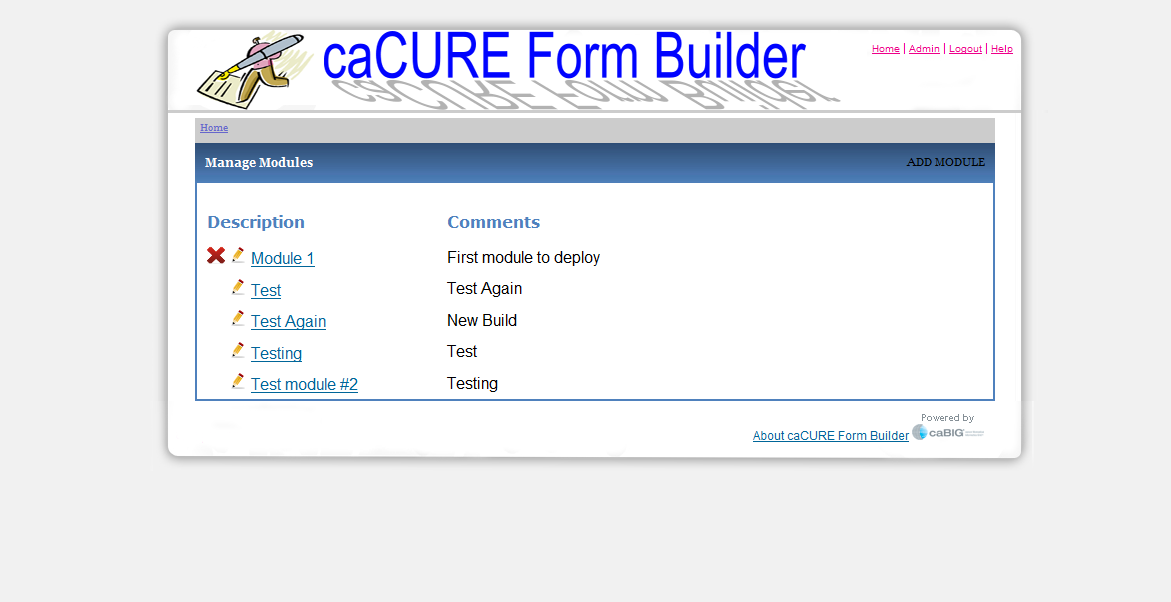 caCURE Form Builder
Home | Admin | Logout | Help
Home
Manage Modules ADD MODULE
Description Comments
Module 1 First module to deploy
Test Test Again
Test Again New Build
Testing Test
Test module #2 Testing
Powered by
About caCURE Form Builder caBIG